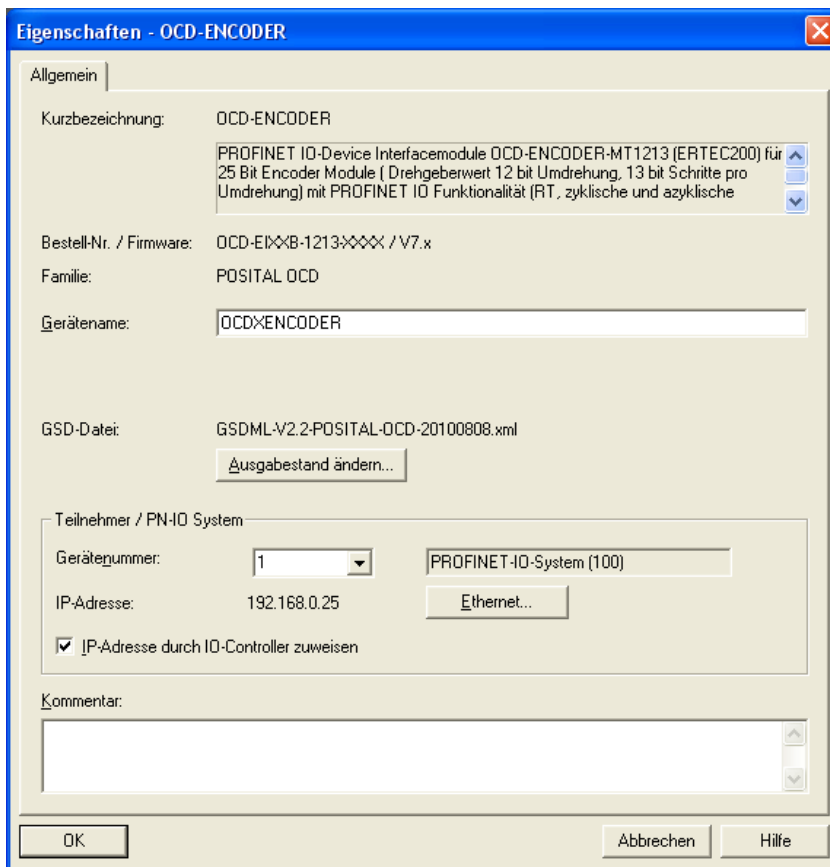 Eigenschaften - OCD-ENCODER
Allgemein
Kurzbezeichnung: OCD-ENCODER
PROFINET IO-Device Interfacemodule OCD-ENCODER-MT1213 (ERTEC200) für
25 Bit Encoder Module ( Drehgeberwert 12 bit Umdrehung, 13 bit Schritte pro
Umdrehung) mit PROFINET IO Funktionalität (RT, zyklische und azyklische
Bestell-Nr. / Firmware: OCD-EIXXB-1213-XXXX / V7.x
Familie: POSITAL OCD
Gerätename: OCDXENCODER
GSD-Datei: GSDML-V2.2-POSITAL-OCD-20100808.xml
Ausgabestand ändern...
Teilnehmer / PN-IO System
Gerätenummer: 1 PROFINET-IO-System (100)
IP-Adresse: 192.168.0.25 Ethernet...
IP-Adresse durch IO-Controller zuweisen
Kommentar:
OK Abbrechen Hilfe